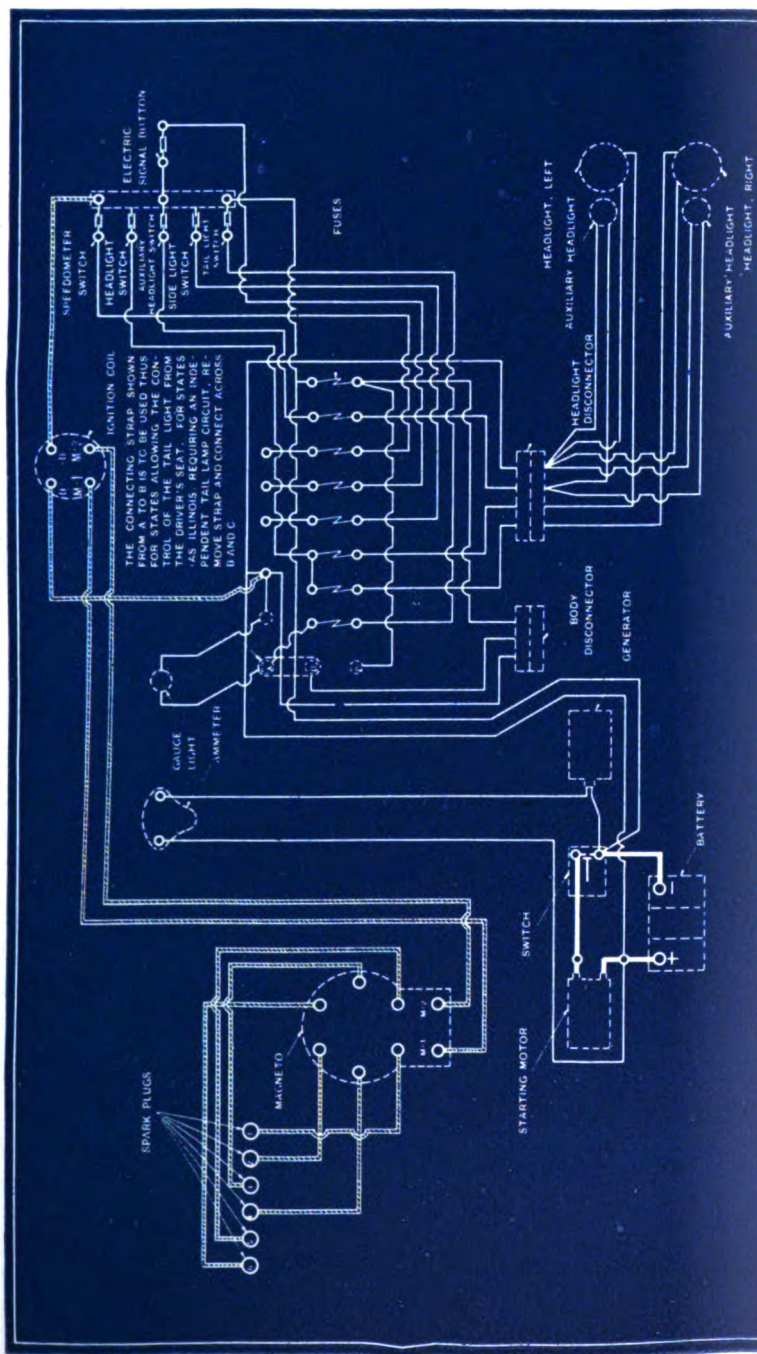 SPARK PLUGS
MAGNETO
M-1
M-2
STARTING MOTOR
SWITCH
+
−
BATTERY
GENERATOR
GAUGE
LIGHT
AMMETER
BODY
DISCONNECTOR
IGNITION COIL
M-1
THE CONNECTING STRAP SHOWN
FROM A TO B IS TO BE USED THUS
FOR STATES ALLOWING THE CON-
TROL OF THE TAIL LIGHT FROM
THE DRIVER'S SEAT. FOR STATES
AS ILLINOIS REQUIRING AN INDE-
PENDENT TAIL LAMP CIRCUIT, RE-
MOVE STRAP AND CONNECT ACROSS
B AND C
SPEEDOMETER
SWITCH
HEADLIGHT
SWITCH
AUXILIARY
HEADLIGHT SWITCH
SIDE LIGHT
SWITCH
TAIL LIGHT
SWITCH
ELECTRIC
SIGNAL BUTTON
FUSES
HEADLIGHT
DISCONNECTOR
HEADLIGHT, LEFT
AUXILIARY HEADLIGHT
AUXILIARY HEADLIGHT
HEADLIGHT, RIGHT